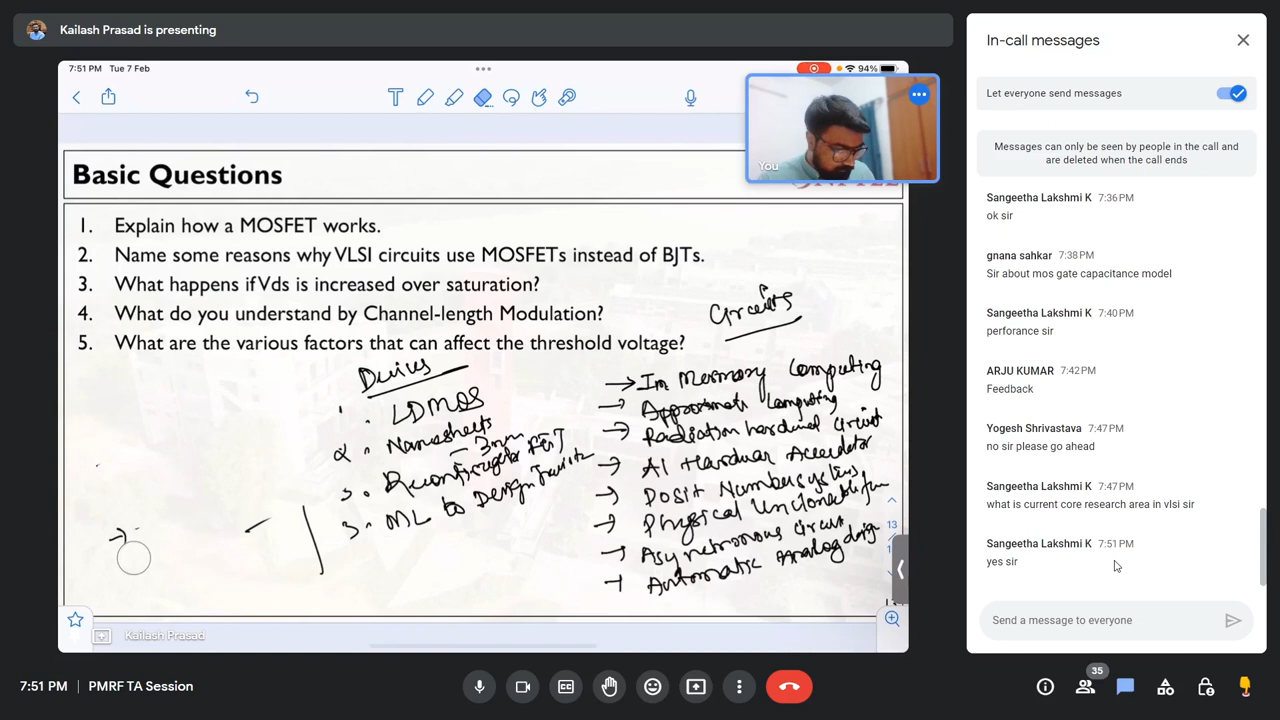 Kailash Prasad is presenting
7:51 PM Tue 7 Feb
94%
You
Basic Questions
1. Explain how a MOSFET works.
2. Name some reasons why VLSI circuits use MOSFETs instead of BJTs.
3. What happens if Vds is increased over saturation?
4. What do you understand by Channel-length Modulation?
5. What are the various factors that can affect the threshold voltage?
Devices
LDMOS
Nanosheets
3nm
Reconfigurable FET
3. ML to Design Transistor
Circuits
→ In Memory Computing
→ Approximate Computing
→ Radiation hardened Circuit
→ AI Hardwar Accelerator
→ Posit Number systems
→ Physical Unclonable fun
→ Asynchronous Circuit
→ Automatic Analog design
13
Kailash Prasad
In-call messages
Let everyone send messages
Messages can only be seen by people in the call and
are deleted when the call ends
Sangeetha Lakshmi K 7:36 PM
ok sir
gnana sahkar 7:38 PM
Sir about mos gate capacitance model
Sangeetha Lakshmi K 7:40 PM
perforance sir
ARJU KUMAR 7:42 PM
Feedback
Yogesh Shrivastava 7:47 PM
no sir please go ahead
Sangeetha Lakshmi K 7:47 PM
what is current core research area in vlsi sir
Sangeetha Lakshmi K 7:51 PM
yes sir
Send a message to everyone
7:51 PM PMRF TA Session
35